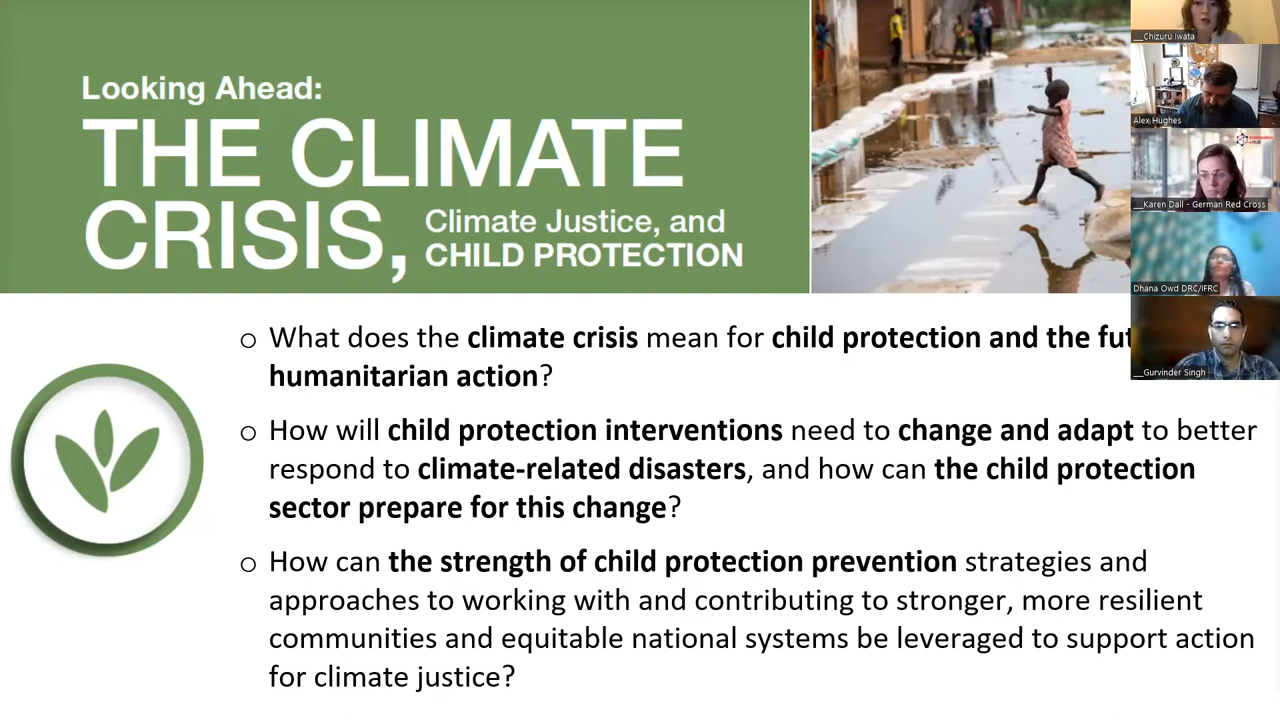 Looking Ahead:
THE CLIMATE
CRISIS,
Climate Justice, and
CHILD PROTECTION
o What does the climate crisis mean for child protection and the
humanitarian action?
o How will child protection interventions need to change and adapt to better
respond to climate-related disasters, and how can the child protection
sector prepare for this change?
o How can the strength of child protection prevention strategies and
approaches to working with and contributing to stronger, more resilient
communities and equitable national systems be leveraged to support action
for climate justice?
__Chizuru Iwata
Alex Hughes
__Karen Dall - German Red Cross
Dhana Owd DRC/IFRC
__Gurvinder Singh